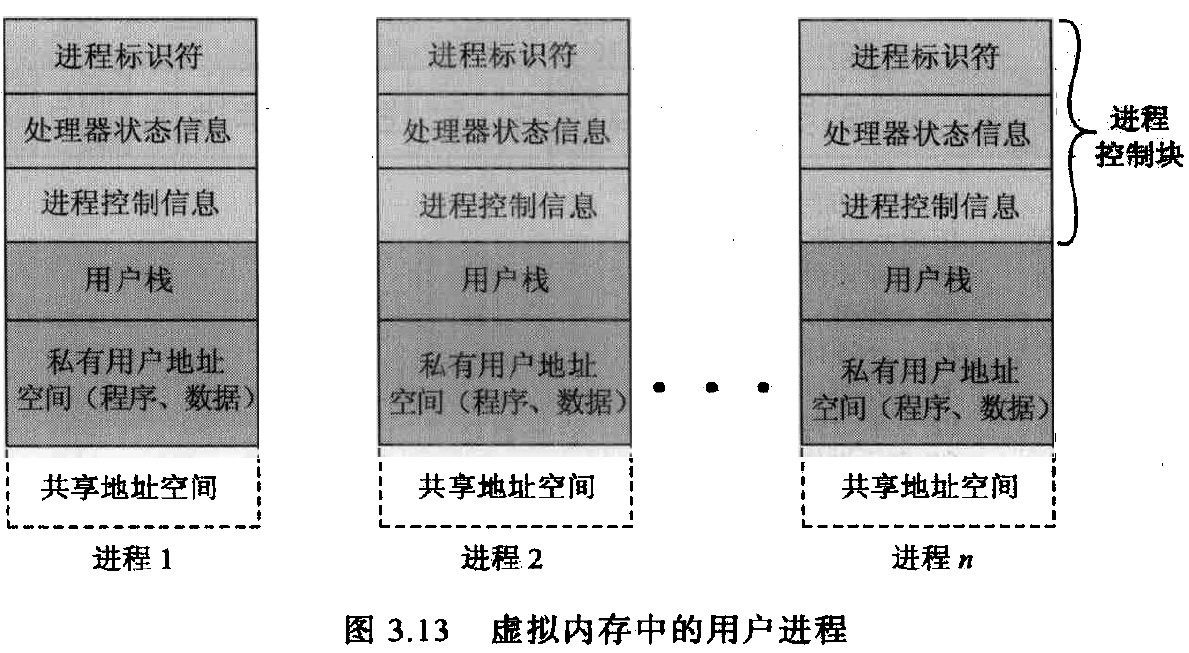 进程标识符
处理器状态信息
进程控制信息
用户栈
私有用户地址
空间（程序、数据）
共享地址空间
进程 1
进程标识符
处理器状态信息
进程控制信息
用户栈
私有用户地址
空间（程序、数据）
共享地址空间
进程 2
• • •
进程标识符
处理器状态信息
进程控制信息
用户栈
私有用户地址
空间（程序、数据）
共享地址空间
进程 n
进程
控制块
图 3.13 虚拟内存中的用户进程